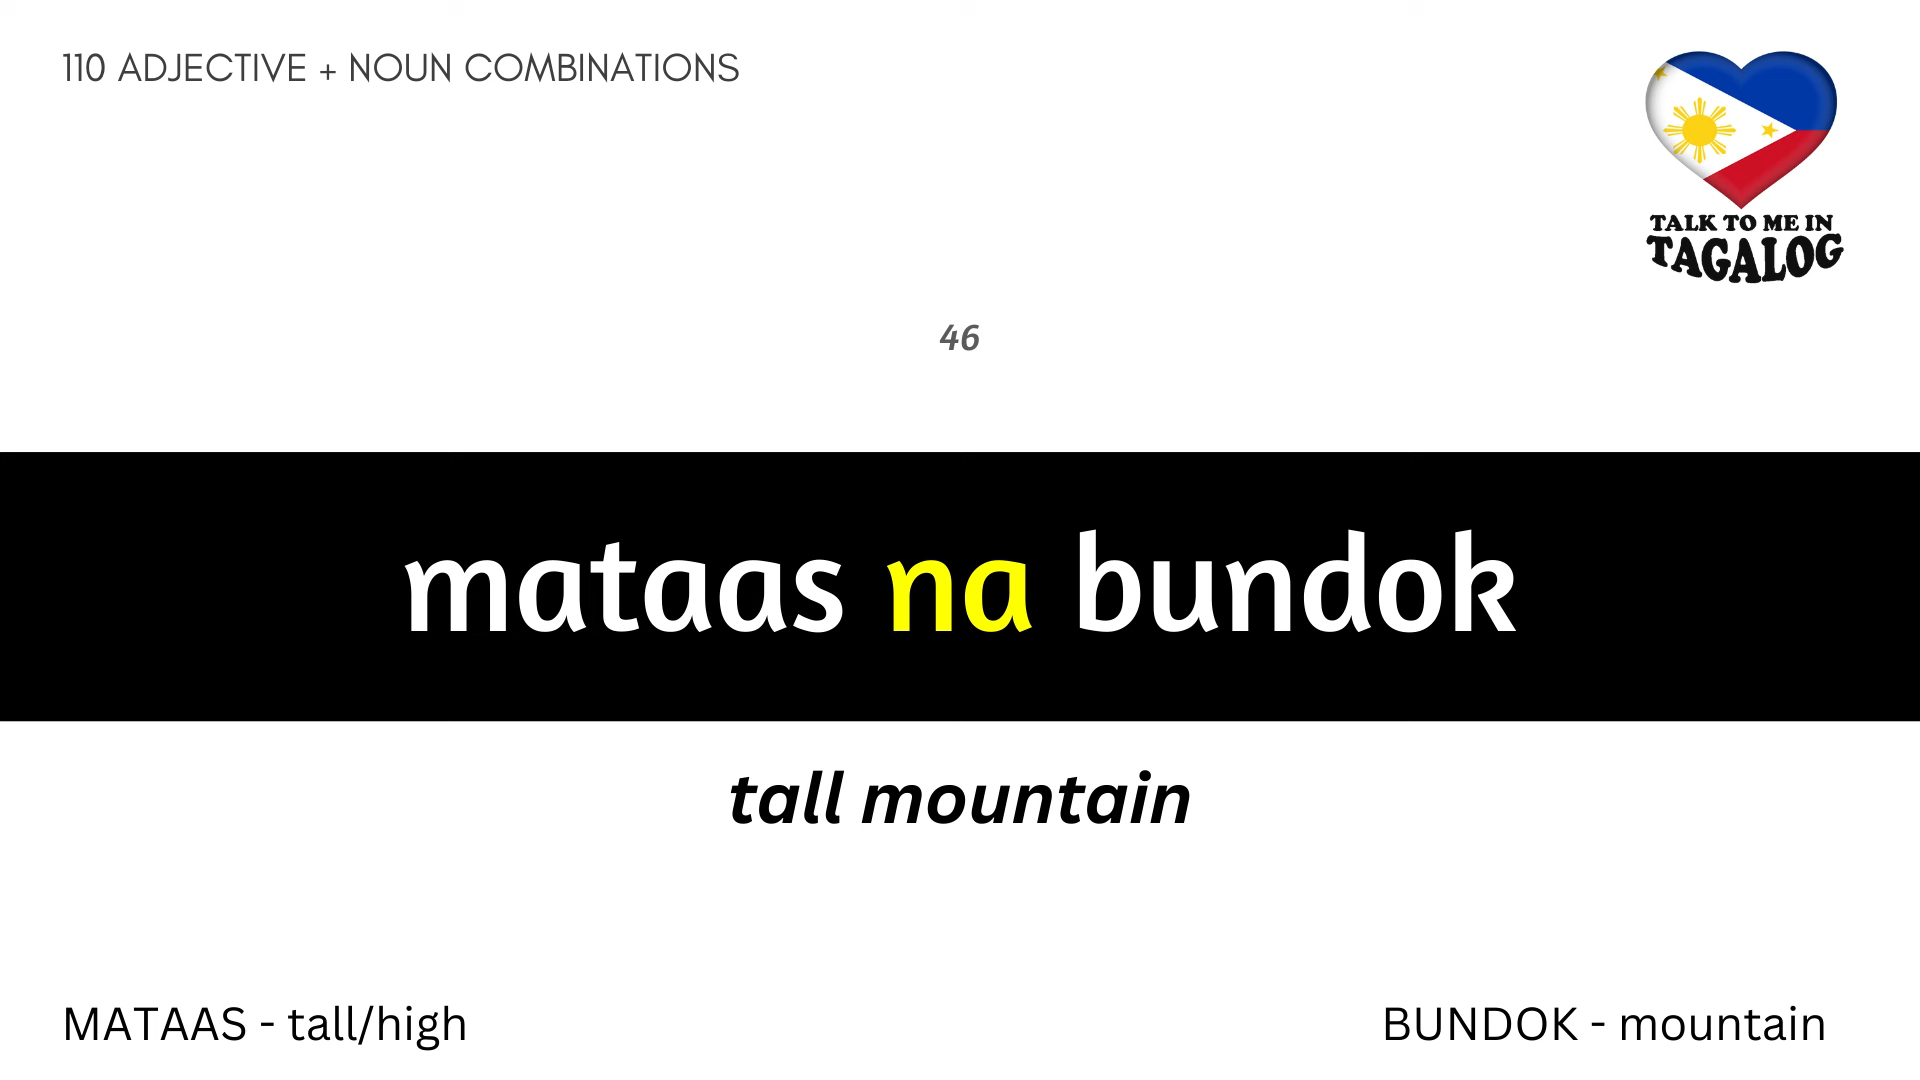 110 ADJECTIVE + NOUN COMBINATIONS
TALK TO ME IN
TAGALOG
46
mataas na bundok
tall mountain
MATAAS - tall/high
BUNDOK - mountain